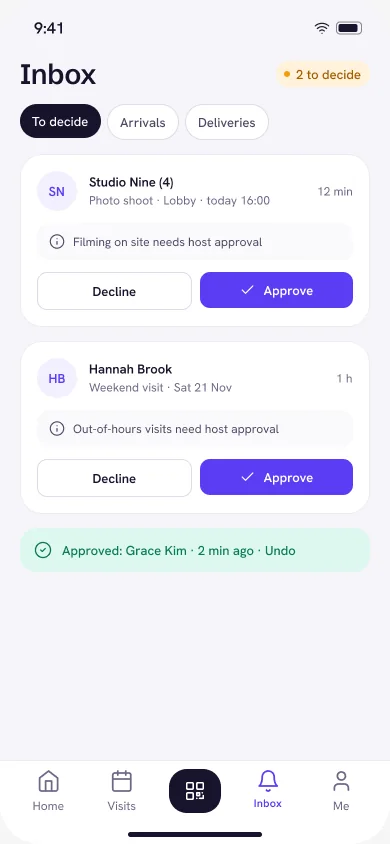 9:41
Inbox
2 to decide
To decide
Arrivals
Deliveries
SN
Studio Nine (4)
Photo shoot · Lobby · today 16:00
12 min
Filming on site needs host approval
Decline
Approve
HB
Hannah Brook
Weekend visit · Sat 21 Nov
1 h
Out-of-hours visits need host approval
Decline
Approve
Approved: Grace Kim · 2 min ago · Undo
Home
Visits
Inbox
Me